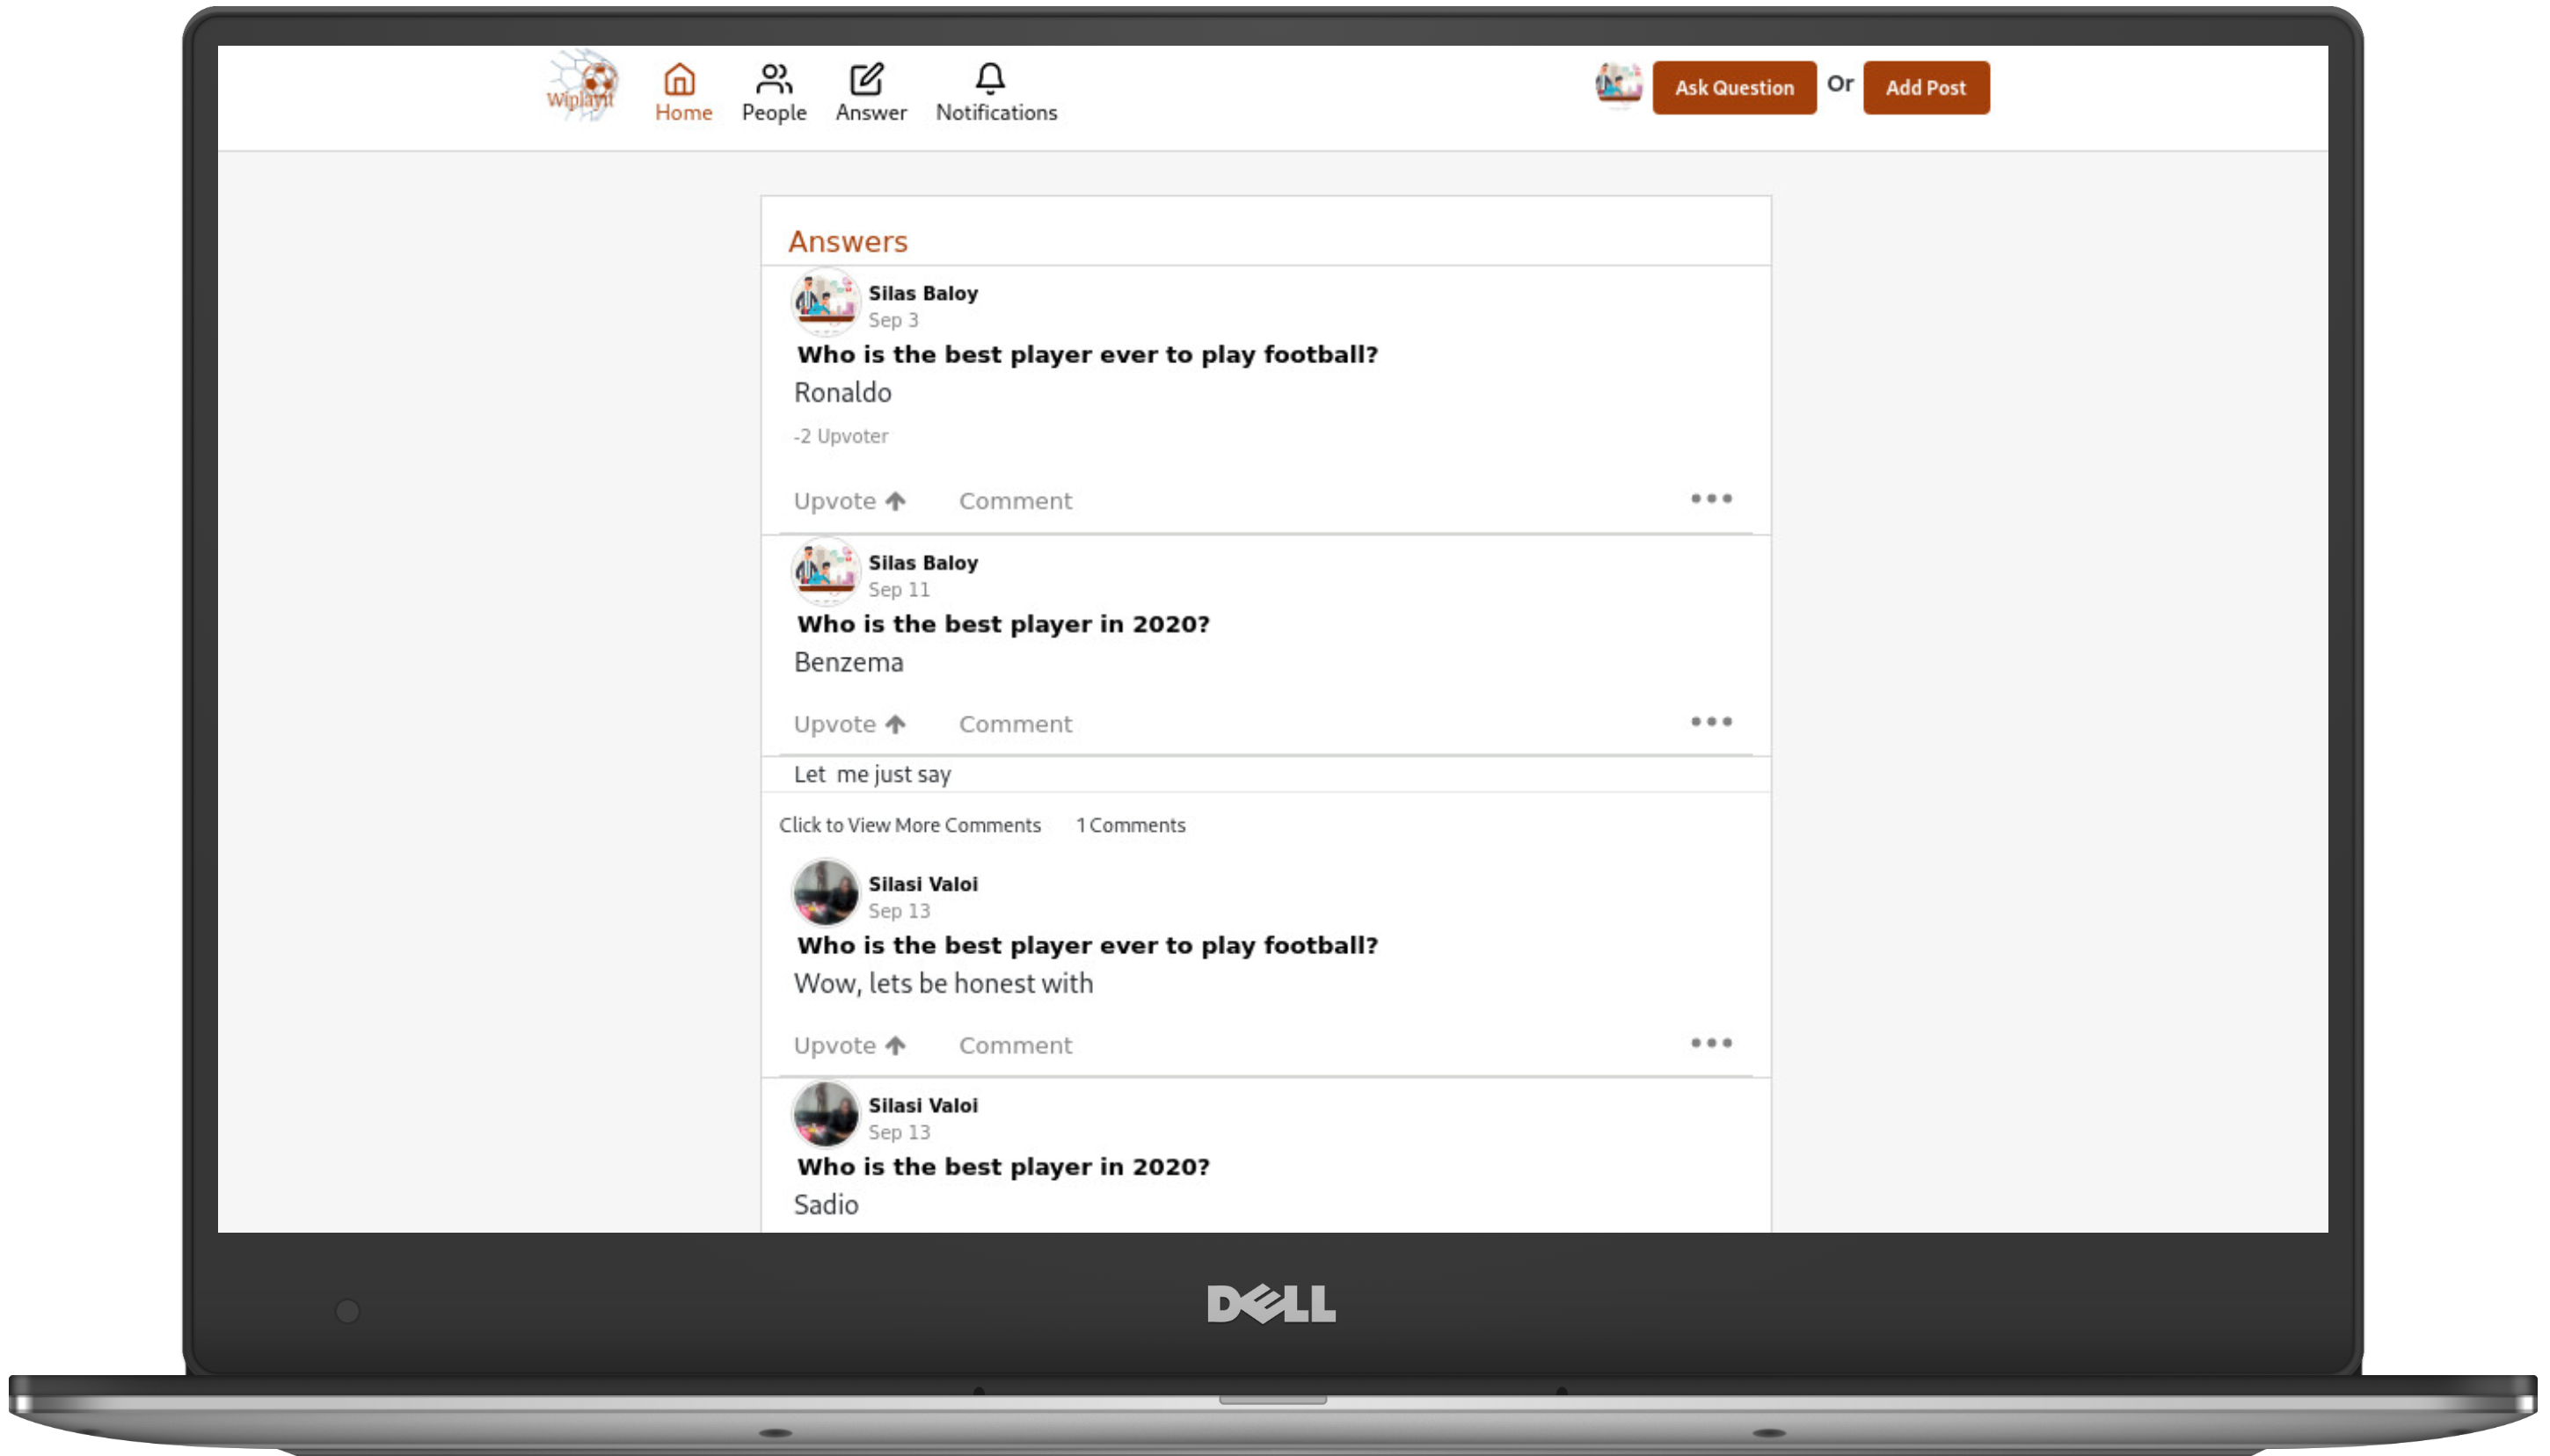 Wiplayit
Home People Answer Notifications
Ask Question Or Add Post
Answers
Silas Baloy
Sep 3
Who is the best player ever to play football?
Ronaldo
-2 Upvoter
Upvote Comment
Silas Baloy
Sep 11
Who is the best player in 2020?
Benzema
Upvote Comment
Let me just say
Click to View More Comments 1 Comments
Silasi Valoi
Sep 13
Who is the best player ever to play football?
Wow, lets be honest with
Upvote Comment
Silasi Valoi
Sep 13
Who is the best player in 2020?
Sadio
DELL